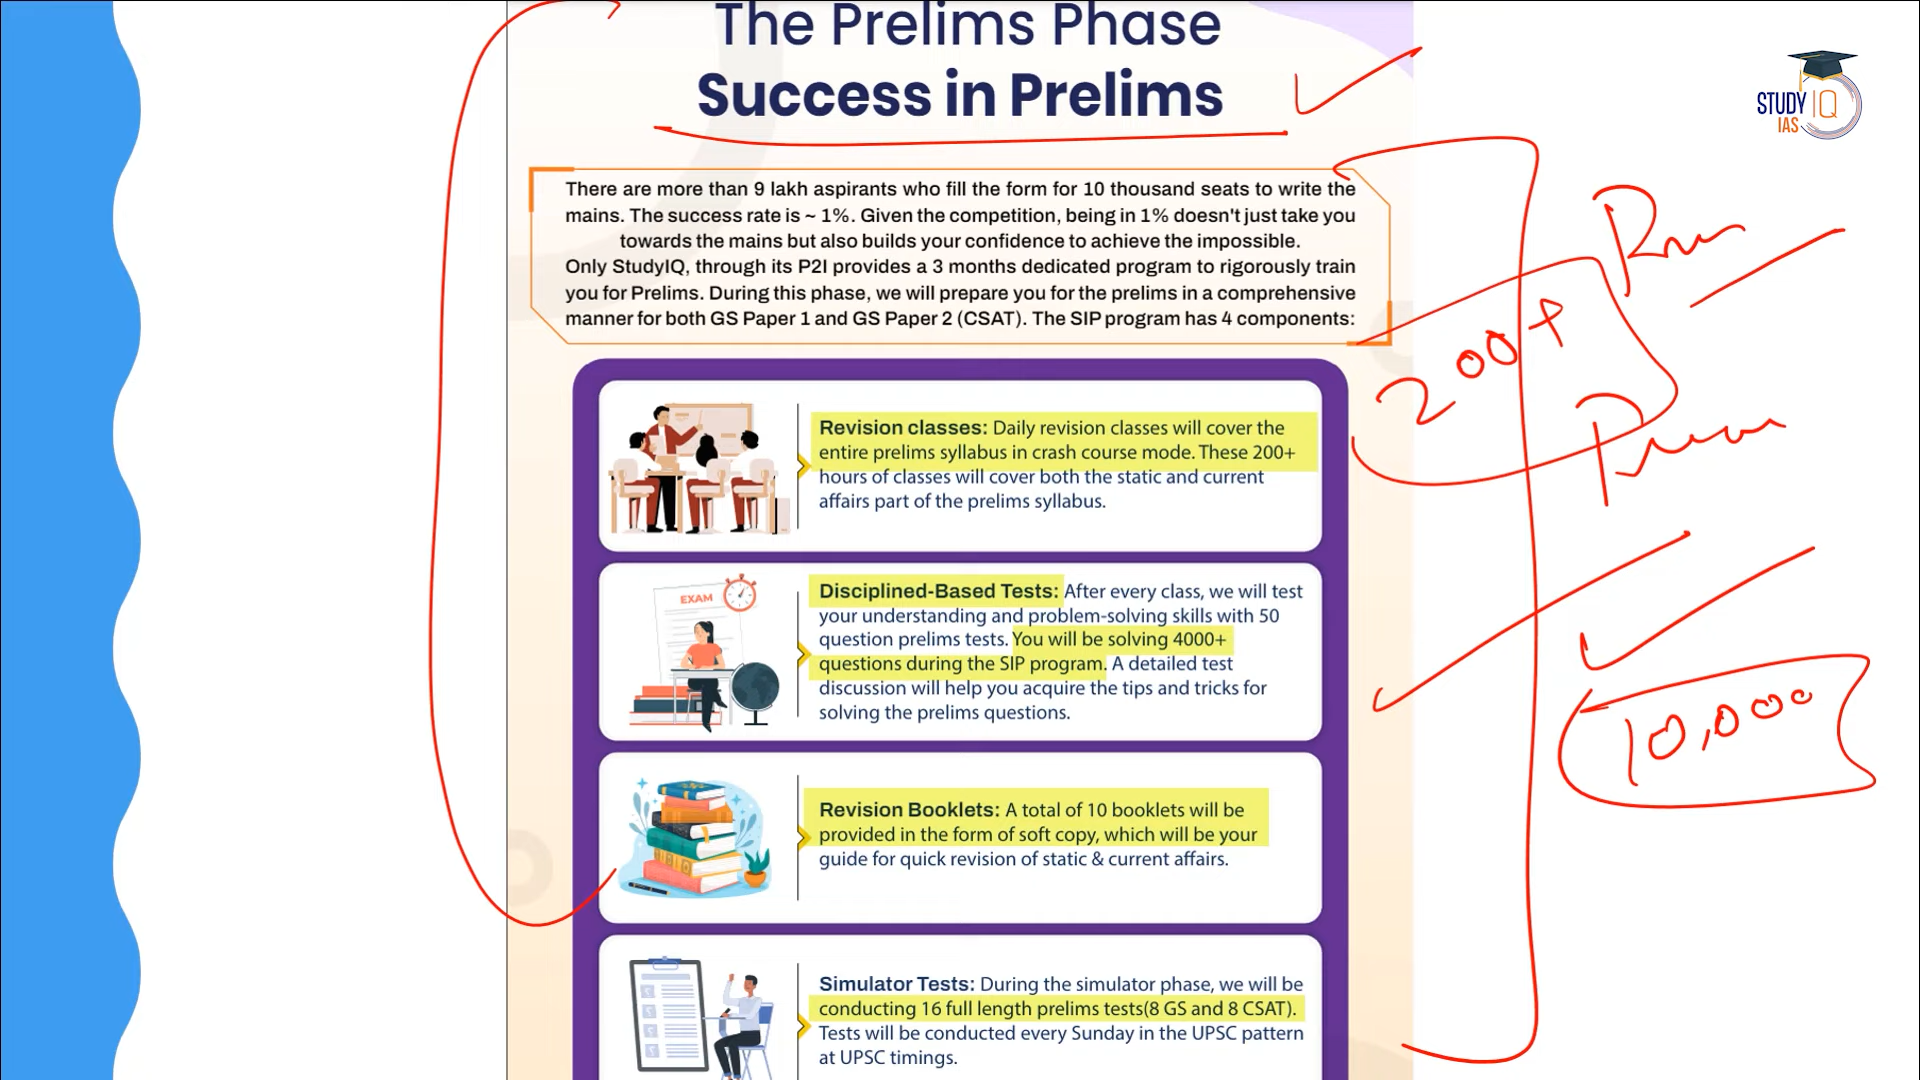 The Prelims Phase
Success in Prelims
STUDY IQ
IAS
There are more than 9 lakh aspirants who fill the form for 10 thousand seats to write the
mains. The success rate is ~ 1%. Given the competition, being in 1% doesn't just take you
towards the mains but also builds your confidence to achieve the impossible.
Only StudyIQ, through its P2I provides a 3 months dedicated program to rigorously train
you for Prelims. During this phase, we will prepare you for the prelims in a comprehensive
manner for both GS Paper 1 and GS Paper 2 (CSAT). The SIP program has 4 components:
200+
Revision classes: Daily revision classes will cover the
entire prelims syllabus in crash course mode. These 200+
hours of classes will cover both the static and current
affairs part of the prelims syllabus.
EXAM
Disciplined-Based Tests: After every class, we will test
your understanding and problem-solving skills with 50
question prelims tests. You will be solving 4000+
questions during the SIP program. A detailed test
discussion will help you acquire the tips and tricks for
solving the prelims questions.
10,000
Revision Booklets: A total of 10 booklets will be
provided in the form of soft copy, which will be your
guide for quick revision of static & current affairs.
Simulator Tests: During the simulator phase, we will be
conducting 16 full length prelims tests(8 GS and 8 CSAT).
Tests will be conducted every Sunday in the UPSC pattern
at UPSC timings.